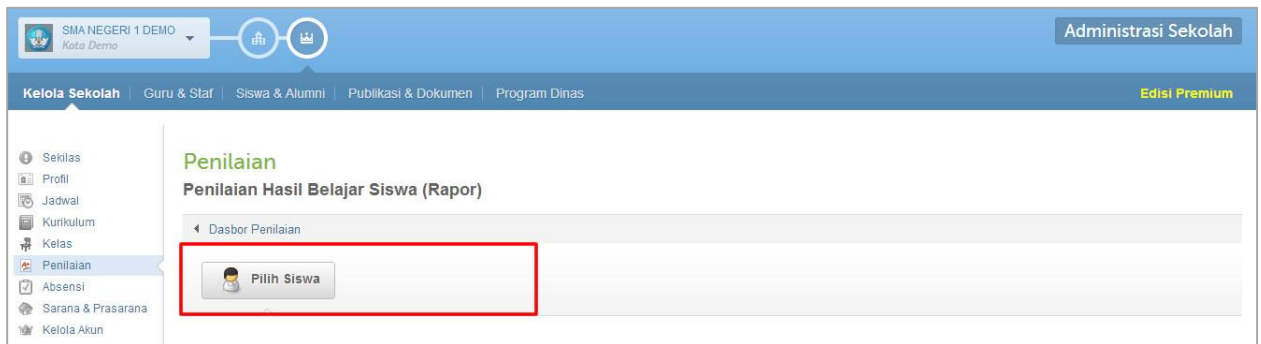 SMA NEGERI 1 DEMO
Kota Demo
Administrasi Sekolah
Kelola Sekolah Guru & Staf Siswa & Alumni Publikasi & Dokumen Program Dinas Edisi Premium
Sekilas
Profil
Jadwal
Kurikulum
Kelas
Penilaian
Absensi
Sarana & Prasarana
Kelola Akun
Penilaian
Penilaian Hasil Belajar Siswa (Rapor)
Dasbor Penilaian
Pilih Siswa